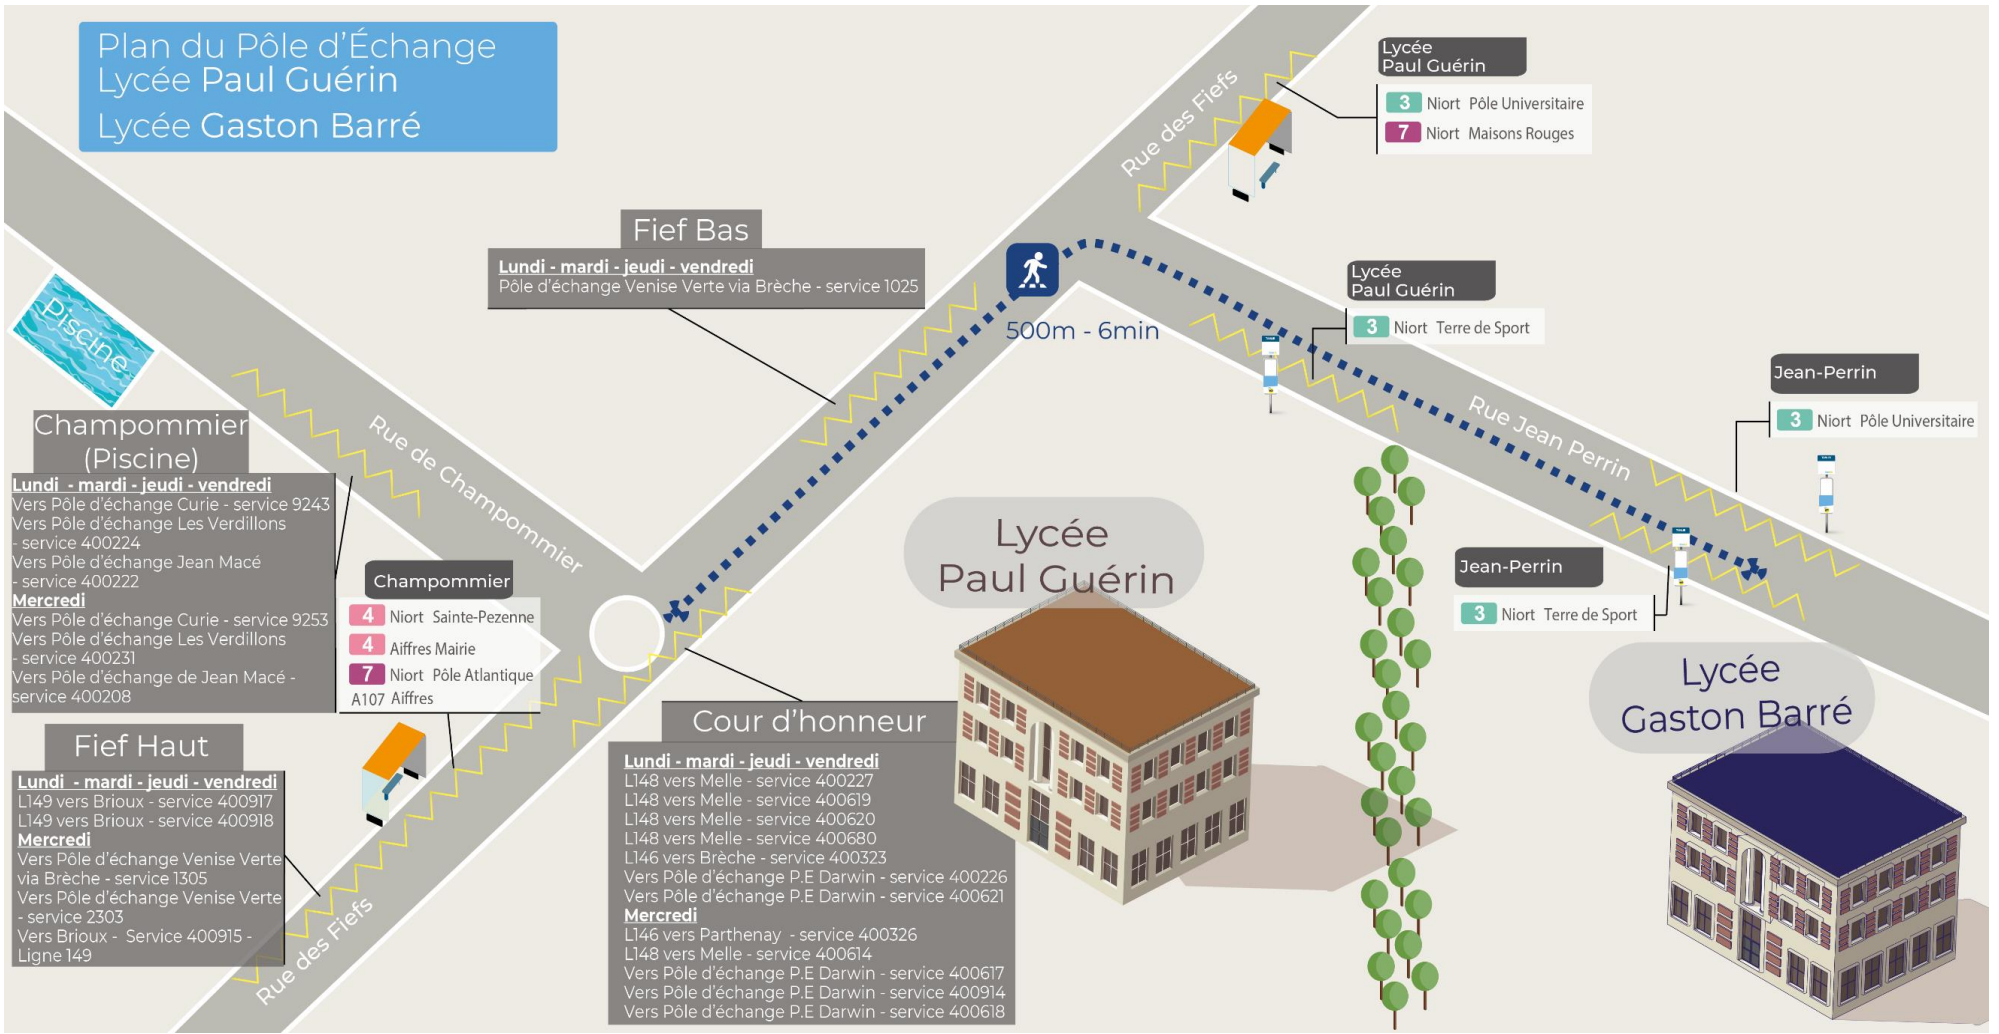 Plan du Pôle d'Échange
Lycée Paul Guérin
Lycée Gaston Barré
Rue des Fiefs
Lycée
Paul Guérin
3 Niort Pôle Universitaire
7 Niort Maisons Rouges
Fief Bas
Lundi - mardi - jeudi - vendredi
Pôle d'échange Venise Verte via Brèche - service 1025
500m - 6min
Lycée
Paul Guérin
3 Niort Terre de Sport
Jean-Perrin
3 Niort Pôle Universitaire
Rue Jean Perrin
Jean-Perrin
3 Niort Terre de Sport
Piscine
Rue de Champommier
Champommier
(Piscine)
Lundi - mardi - jeudi - vendredi
Vers Pôle d'échange Curie - service 9243
Vers Pôle d'échange Les Verdillons
- service 400224
Vers Pôle d'échange Jean Macé
- service 400222
Mercredi
Vers Pôle d'échange Curie - service 9253
Vers Pôle d'échange Les Verdillons
- service 400231
Vers Pôle d'échange de Jean Macé -
service 400208
Champommier
4 Niort Sainte-Pezenne
4 Aiffres Mairie
7 Niort Pôle Atlantique
A107 Aiffres
Lycée
Paul Guérin
Lycée
Gaston Barré
Fief Haut
Lundi - mardi - jeudi - vendredi
L149 vers Brioux - service 400917
L149 vers Brioux - service 400918
Mercredi
Vers Pôle d'échange Venise Verte
via Brèche - service 1305
Vers Pôle d'échange Venise Verte
- service 2303
Vers Brioux - Service 400915 -
Ligne 149
Rue des Fiefs
Cour d'honneur
Lundi - mardi - jeudi - vendredi
L148 vers Melle - service 400227
L148 vers Melle - service 400619
L148 vers Melle - service 400620
L148 vers Melle - service 400680
L146 vers Brèche - service 400323
Vers Pôle d'échange P.E Darwin - service 400226
Vers Pôle d'échange P.E Darwin - service 400621
Mercredi
L146 vers Parthenay - service 400326
L148 vers Melle - service 400614
Vers Pôle d'échange P.E Darwin - service 400617
Vers Pôle d'échange P.E Darwin - service 400914
Vers Pôle d'échange P.E Darwin - service 400618